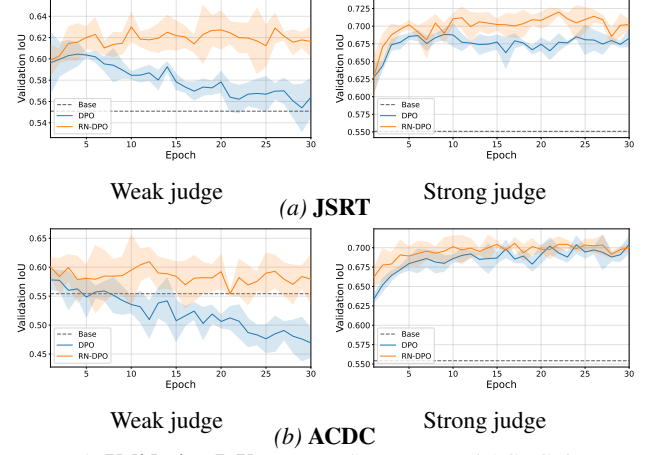 0.64
0.62
0.60
0.58
0.56
0.54
Validation IoU
Base
DPO
RN-DPO
5 10 15 20 25 30
Epoch
0.725
0.700
0.675
0.650
0.625
0.600
0.575
0.550
Validation IoU
Base
DPO
RN-DPO
5 10 15 20 25 30
Epoch
Weak judge Strong judge
(a) JSRT
0.65
0.60
0.55
0.50
0.45
Validation IoU
Base
DPO
RN-DPO
5 10 15 20 25 30
Epoch
0.700
0.675
0.650
0.625
0.600
0.575
0.550
Validation IoU
Base
DPO
RN-DPO
5 10 15 20 25 30
Epoch
Weak judge Strong judge
(b) ACDC